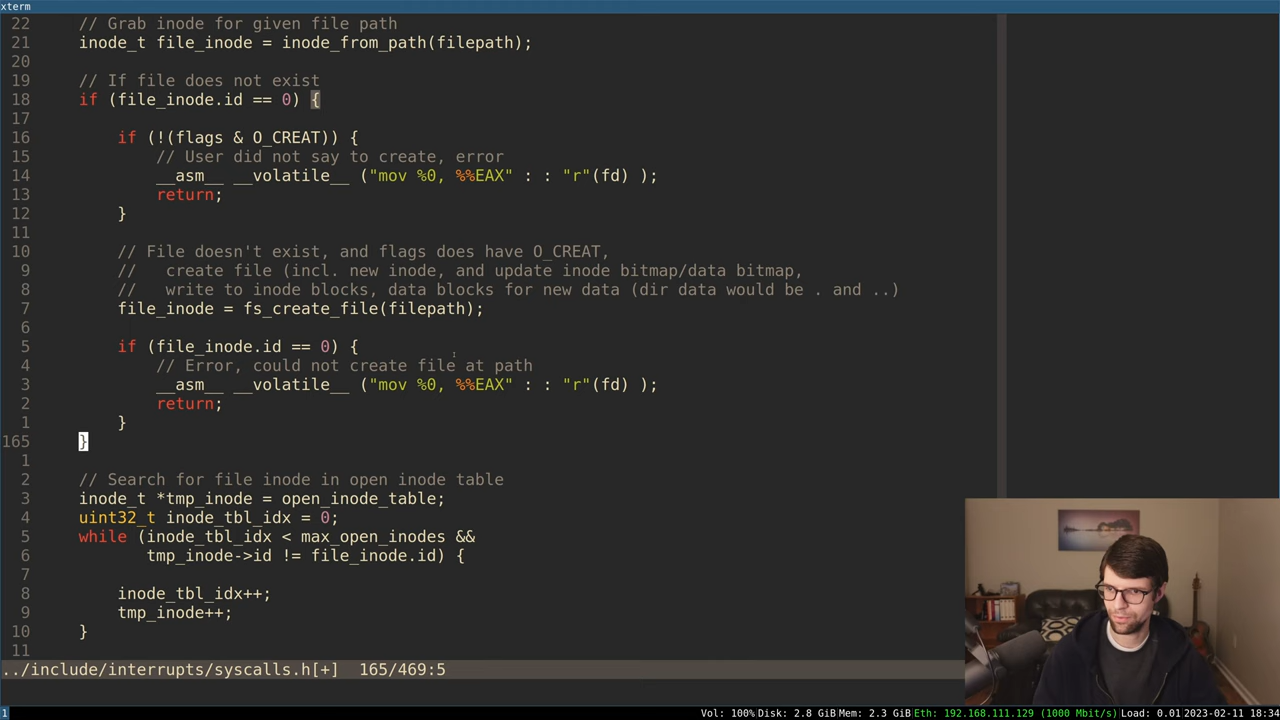 xterm
22 // Grab inode for given file path
21 inode_t file_inode = inode_from_path(filepath);
20
19 // If file does not exist
18 if (file_inode.id == 0) {
17
16 if (!(flags & O_CREAT)) {
15 // User did not say to create, error
14 __asm__ __volatile__ ("mov %0, %%EAX" : : "r"(fd) );
13 return;
12 }
11
10 // File doesn't exist, and flags does have O_CREAT,
9 //   create file (incl. new inode, and update inode bitmap/data bitmap,
8 //   write to inode blocks, data blocks for new data (dir data would be . and ..)
7 file_inode = fs_create_file(filepath);
6
5 if (file_inode.id == 0) {
4 // Error, could not create file at path
3 __asm__ __volatile__ ("mov %0, %%EAX" : : "r"(fd) );
2 return;
1 }
165 }
1
2 // Search for file inode in open inode table
3 inode_t *tmp_inode = open_inode_table;
4 uint32_t inode_tbl_idx = 0;
5 while (inode_tbl_idx < max_open_inodes &&
6 tmp_inode->id != file_inode.id) {
7
8 inode_tbl_idx++;
9 tmp_inode++;
10 }
11
../include/interrupts/syscalls.h[+] 165/469:5
1 Vol: 100% Disk: 2.8 GiB Mem: 2.3 GiB Eth: 192.168.111.129 (1000 Mbit/s) Load: 0.01 2023-02-11 18:34